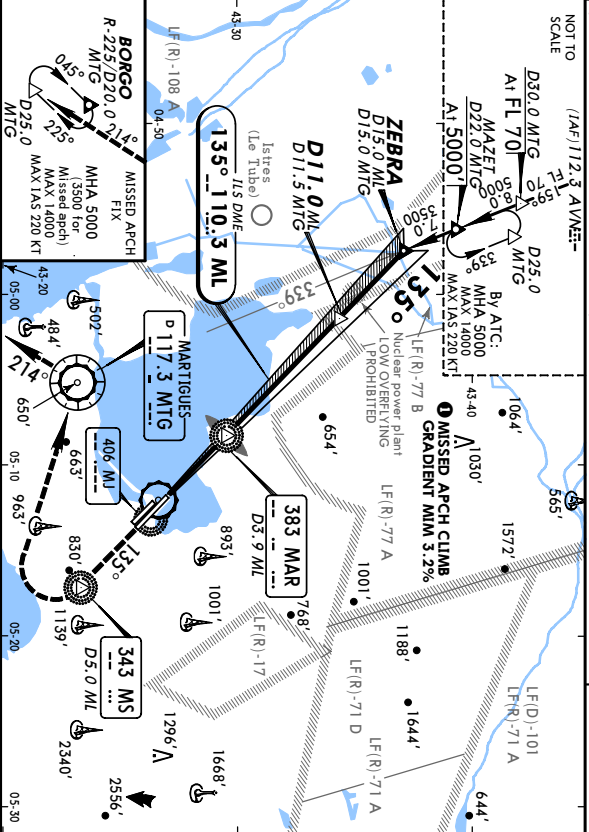 NOT TO
SCALE
(IAF) 112.3 AVN
D30.0 MTG
At FL 70
FL 70
5000
159°
8.0
MAZET
D22.0 MTG
At 5000'
D25.0
MTG
339°
By ATC:
MHA 5000
MAX 14000
MAX IAS 220 KT
3500
7.0
ZEBRA
D15.0 ML
D15.0 MTG
135°
D11.0 ML
D11.5 MTG
339°
ILS DME
135° 110.3 ML
Istres
(Le Tube)
LF(R)-108 A
43-30
04-50
BORGO
R-225/D20.0
MTG
045°
225°
214°
D25.0
MTG
MISSED APCH
FIX
MHA 5000
(3500 for
Missed apch)
MAX 14000
MAX IAS 220 KT
43-20
05-00
43-40
LF(R)-77 B
Nuclear power plant
LOW OVERFLYING
PROHIBITED
1 MISSED APCH CLIMB
GRADIENT MIM 3.2%
1064'
1030'
565'
1572'
654'
LF(R)-77 A
383 MAR
D3.9 ML
MARTIGUES
D 117.3 MTG
406 MJ
502'
484'
214°
650'
663'
05-10
963'
830'
135°
893'
1001'
1001'
768'
1188'
1139'
343 MS
D5.0 ML
05-20
LF(R)-17
LF(R)-71 D
1644'
LF(R)-71 A
LF(D)-101
LF(R)-71 A
1296'
1668'
2340'
2556'
644'
05-30